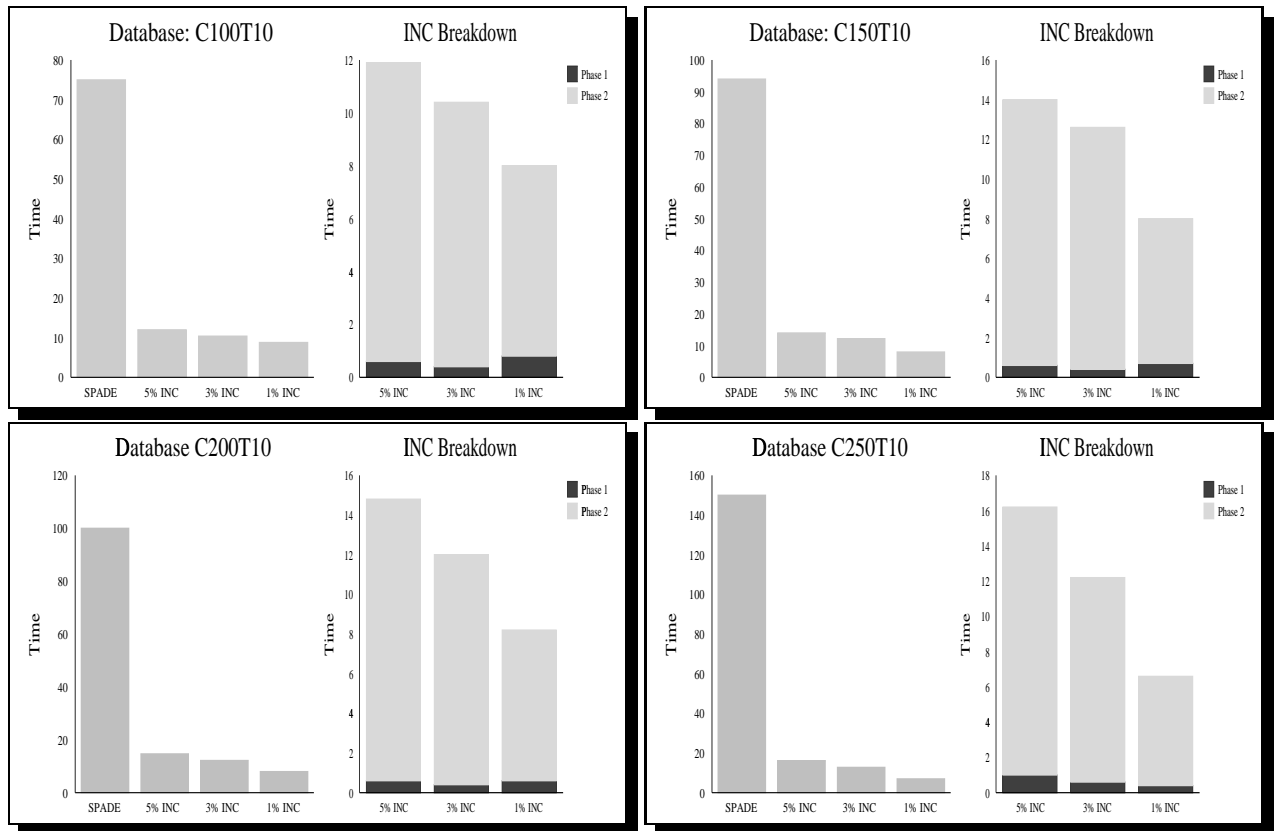 Database: C100T10
80
70
60
50
40
30
20
10
0
Time
SPADE 5% INC 3% INC 1% INC
INC Breakdown
12
10
8
6
4
2
0
Time
5% INC 3% INC 1% INC
Phase 1
Phase 2
Database: C150T10
100
90
80
70
60
50
40
30
20
10
0
Time
SPADE 5% INC 3% INC 1% INC
INC Breakdown
16
14
12
10
8
6
4
2
0
Time
5% INC 3% INC 1% INC
Phase 1
Phase 2
Database C200T10
120
100
80
60
40
20
0
Time
SPADE 5% INC 3% INC 1% INC
INC Breakdown
16
14
12
10
8
6
4
2
0
Time
5% INC 3% INC 1% INC
Phase 1
Phase 2
Database C250T10
160
140
120
100
80
60
40
20
0
Time
SPADE 5% INC 3% INC 1% INC
INC Breakdown
18
16
14
12
10
8
6
4
2
0
Time
5% INC 3% INC 1% INC
Phase 1
Phase 2